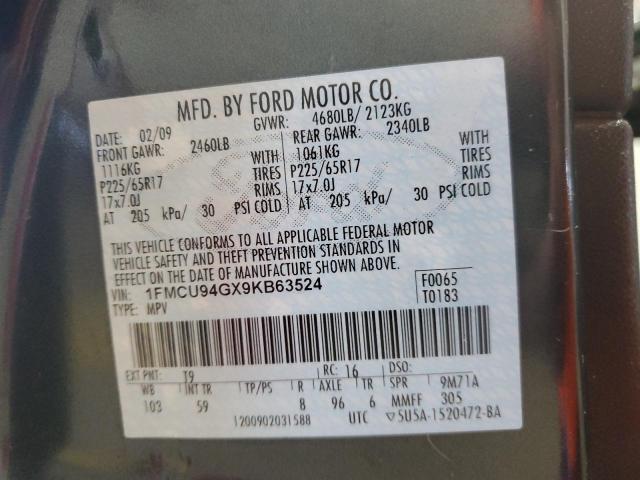 MFD. BY FORD MOTOR CO.
DATE: 02/09 GVWR: 4680LB/ 2123KG
FRONT GAWR: 2460LB REAR GAWR: 2340LB
1116KG WITH 1061KG WITH
P225/65R17 TIRES P225/65R17 TIRES
17x7.0J RIMS 17x7.0J RIMS
AT 205 kPa/ 30 PSI COLD AT 205 kPa/ 30 PSI COLD
THIS VEHICLE CONFORMS TO ALL APPLICABLE FEDERAL MOTOR
VEHICLE SAFETY AND THEFT PREVENTION STANDARDS IN
EFFECT ON THE DATE OF MANUFACTURE SHOWN ABOVE.
VIN: 1FMCU94GX9KB63524 F0065
TYPE: MPV T0183
EXT PNT: T9 RC: 16 DSO:
WB INT TR TP/PS R AXLE TR SPR 9M71A
103 59 8 96 6 MMFF 305
1200902031588 UTC ▽5U5A-1520472-BA